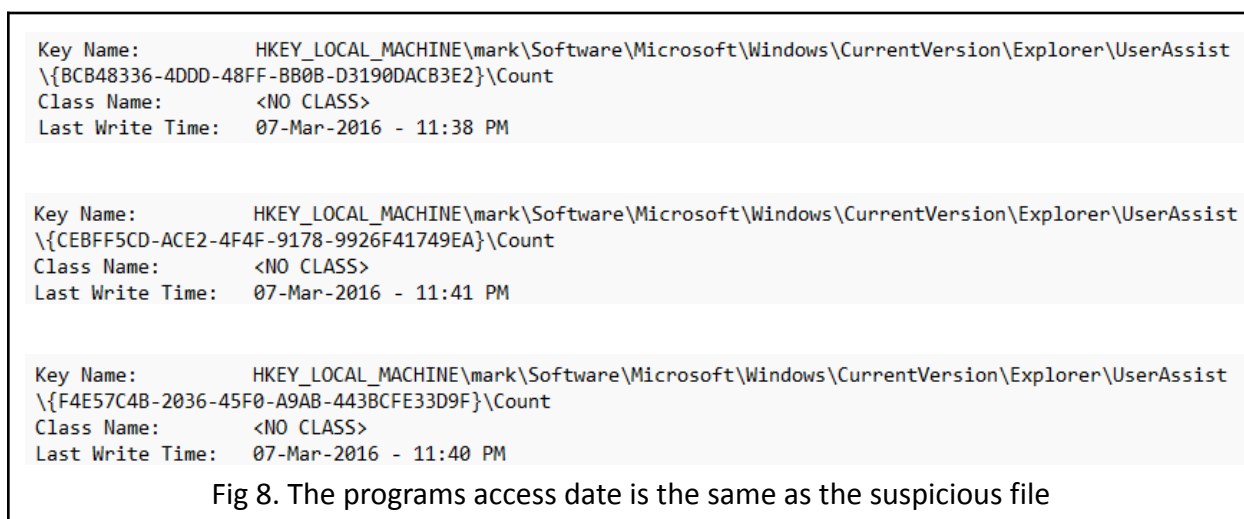 Key Name: HKEY_LOCAL_MACHINE\mark\Software\Microsoft\Windows\CurrentVersion\Explorer\UserAssist
\{BCB48336-4DDD-48FF-BB0B-D3190DACB3E2}\Count
Class Name: <NO CLASS>
Last Write Time: 07-Mar-2016 - 11:38 PM
Key Name: HKEY_LOCAL_MACHINE\mark\Software\Microsoft\Windows\CurrentVersion\Explorer\UserAssist
\{CEBFF5CD-ACE2-4F4F-9178-9926F41749EA}\Count
Class Name: <NO CLASS>
Last Write Time: 07-Mar-2016 - 11:41 PM
Key Name: HKEY_LOCAL_MACHINE\mark\Software\Microsoft\Windows\CurrentVersion\Explorer\UserAssist
\{F4E57C4B-2036-45F0-A9AB-443BCFE33D9F}\Count
Class Name: <NO CLASS>
Last Write Time: 07-Mar-2016 - 11:40 PM
Fig 8. The programs access date is the same as the suspicious file